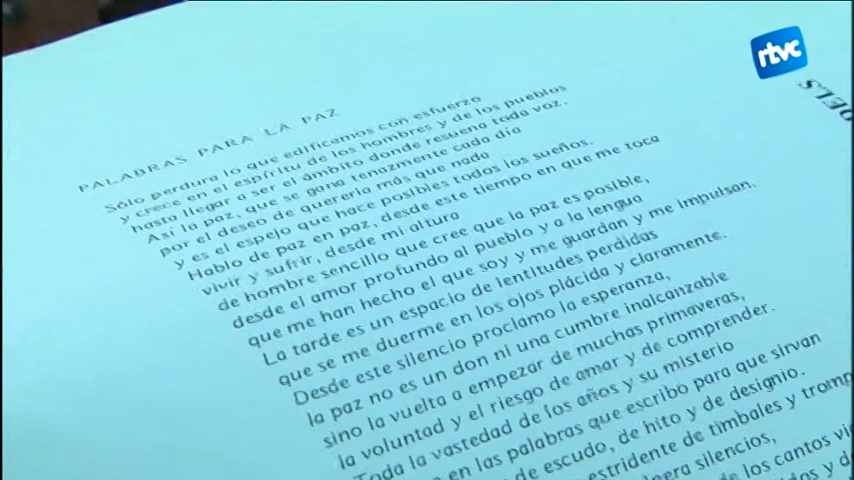 rtvc
DELS
PALABRAS PARA LA PAZ
Sólo perdura lo que edificamos con esfuerzo
y crece en el espíritu de los hombres y de los pueblos
hasta llegar a ser el ámbito donde resuena toda voz.
Así la paz, que se gana tenazmente cada día
por el deseo de quererla más que nada
y es el espejo que hace posibles todos los sueños.
Hablo de paz en paz, desde este tiempo en que me toca
vivir y sufrir, desde mi altura
de hombre sencillo que cree que la paz es posible,
desde el amor profundo al pueblo y a la lengua
que me han hecho el que soy y me guardan y me impulsan.
La tarde es un espacio de lentitudes perdidas
que se me duerme en los ojos plácida y claramente.
Desde este silencio proclamo la esperanza,
la paz no es un don ni una cumbre inalcanzable
sino la vuelta a empezar de muchas primaveras,
la voluntad y el riesgo de amar y de comprender.
Toda la vastedad de los años y su misterio
en las palabras que escribo para que sirvan
de escudo, de hito y de designio.
estridente de timbales y tromp
silencios,
de los cantos